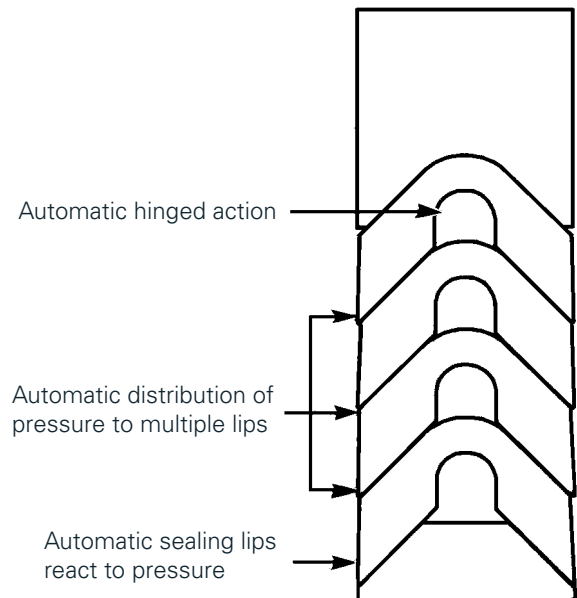 Automatic hinged action
Automatic distribution of
pressure to multiple lips
Automatic sealing lips
react to pressure